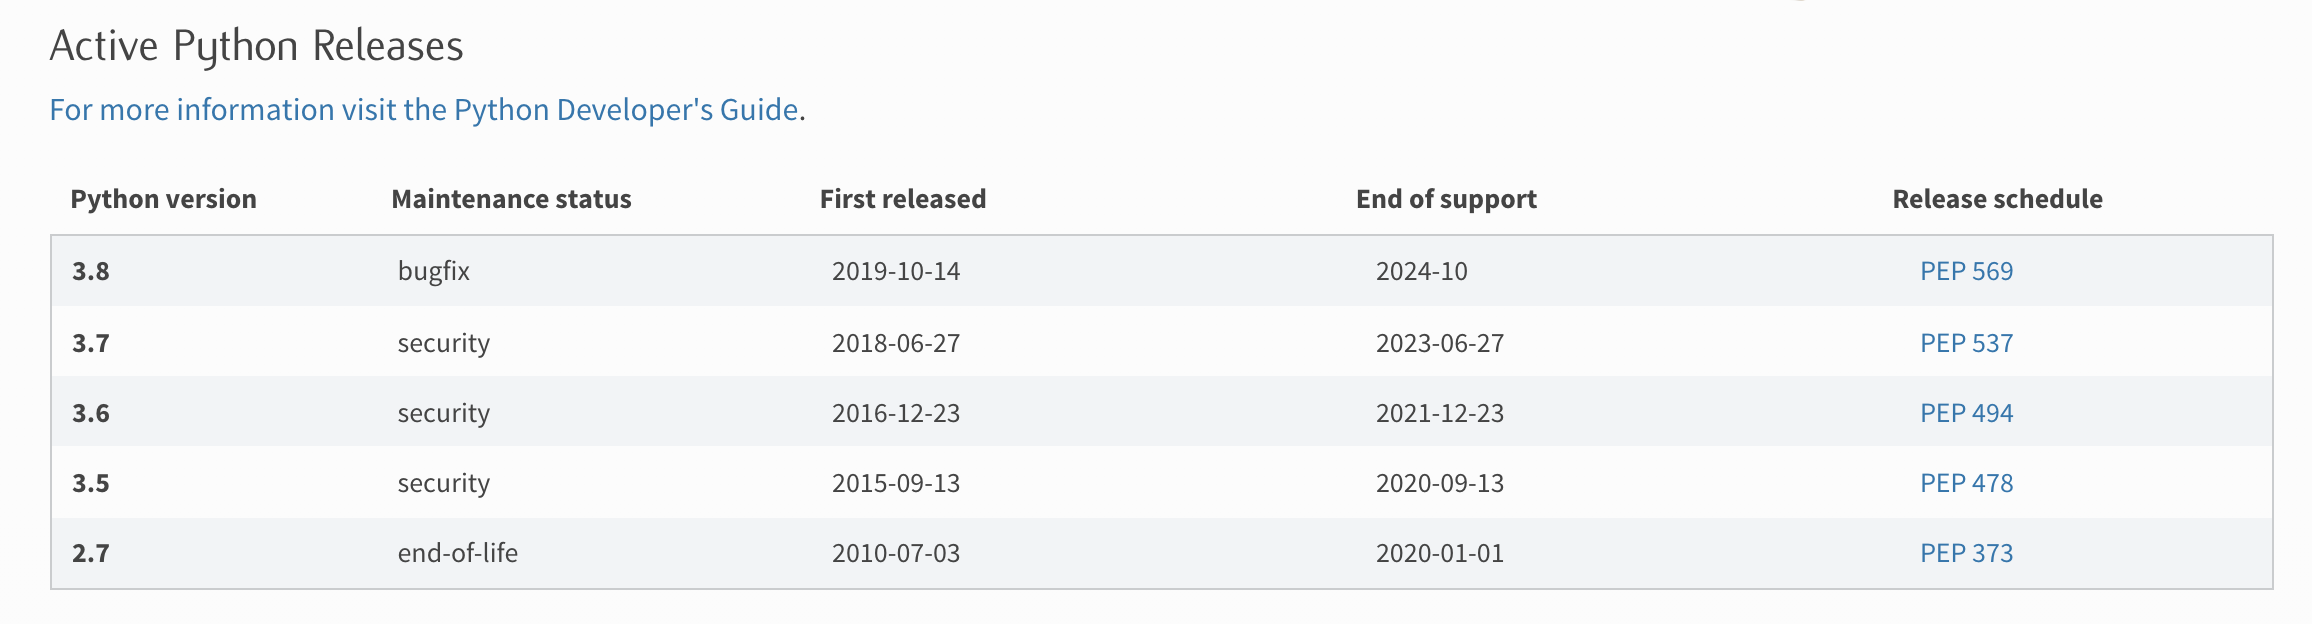 Active Python Releases
For more information visit the Python Developer's Guide.
Python version Maintenance status First released End of support Release schedule
3.8 bugfix 2019-10-14 2024-10 PEP 569
3.7 security 2018-06-27 2023-06-27 PEP 537
3.6 security 2016-12-23 2021-12-23 PEP 494
3.5 security 2015-09-13 2020-09-13 PEP 478
2.7 end-of-life 2010-07-03 2020-01-01 PEP 373